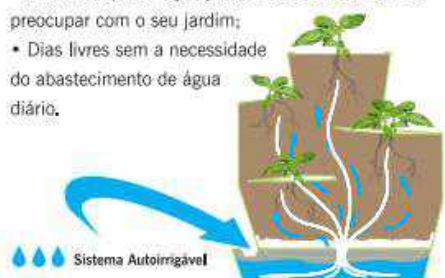 preocupar com o seu jardim;
• Dias livres sem a necessidade
do abastecimento de água
diário.
Sistema Autoirrigável